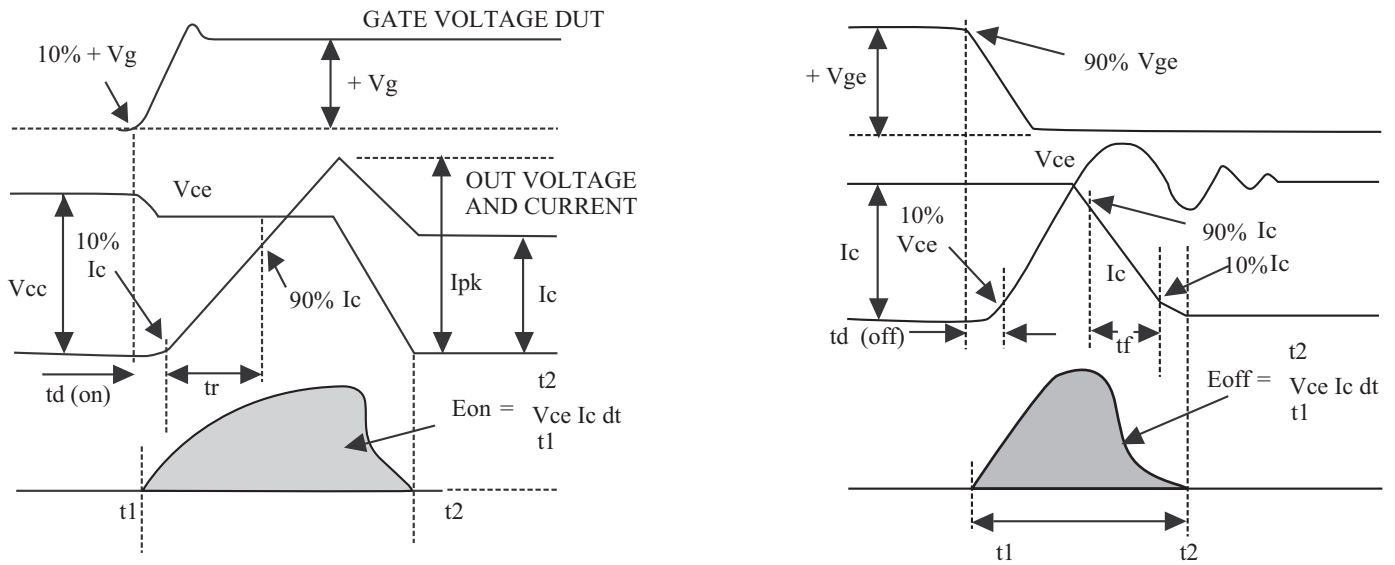 GATE VOLTAGE DUT
10% + Vg
+ Vg
Vce
OUT VOLTAGE
AND CURRENT
10%
Ic
Vcc
90% Ic
Ipk
Ic
td (on)
tr
t2
Eon =
Vce Ic dt
t1
t1
t2
90% Vge
+ Vge
Vce
10%
Vce
90% Ic
Ic
Ic
10% Ic
td (off)
tf
t2
Eoff =
Vce Ic dt
t1
t1
t2